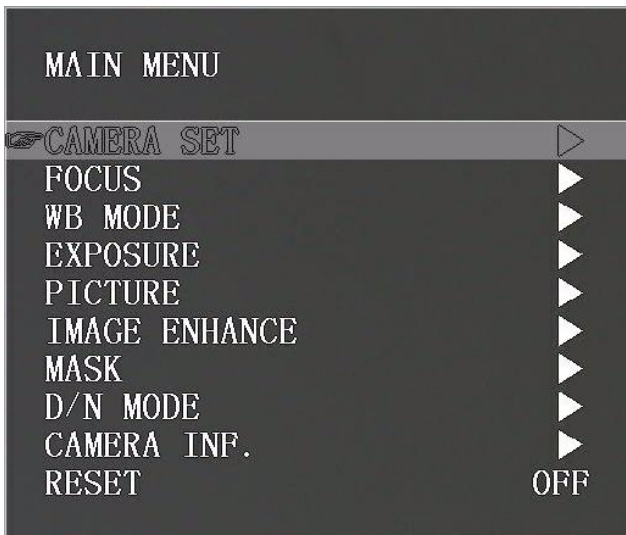 MAIN MENU
CAMERA SET
FOCUS
WB MODE
EXPOSURE
PICTURE
IMAGE ENHANCE
MASK
D/N MODE
CAMERA INF.
RESET OFF